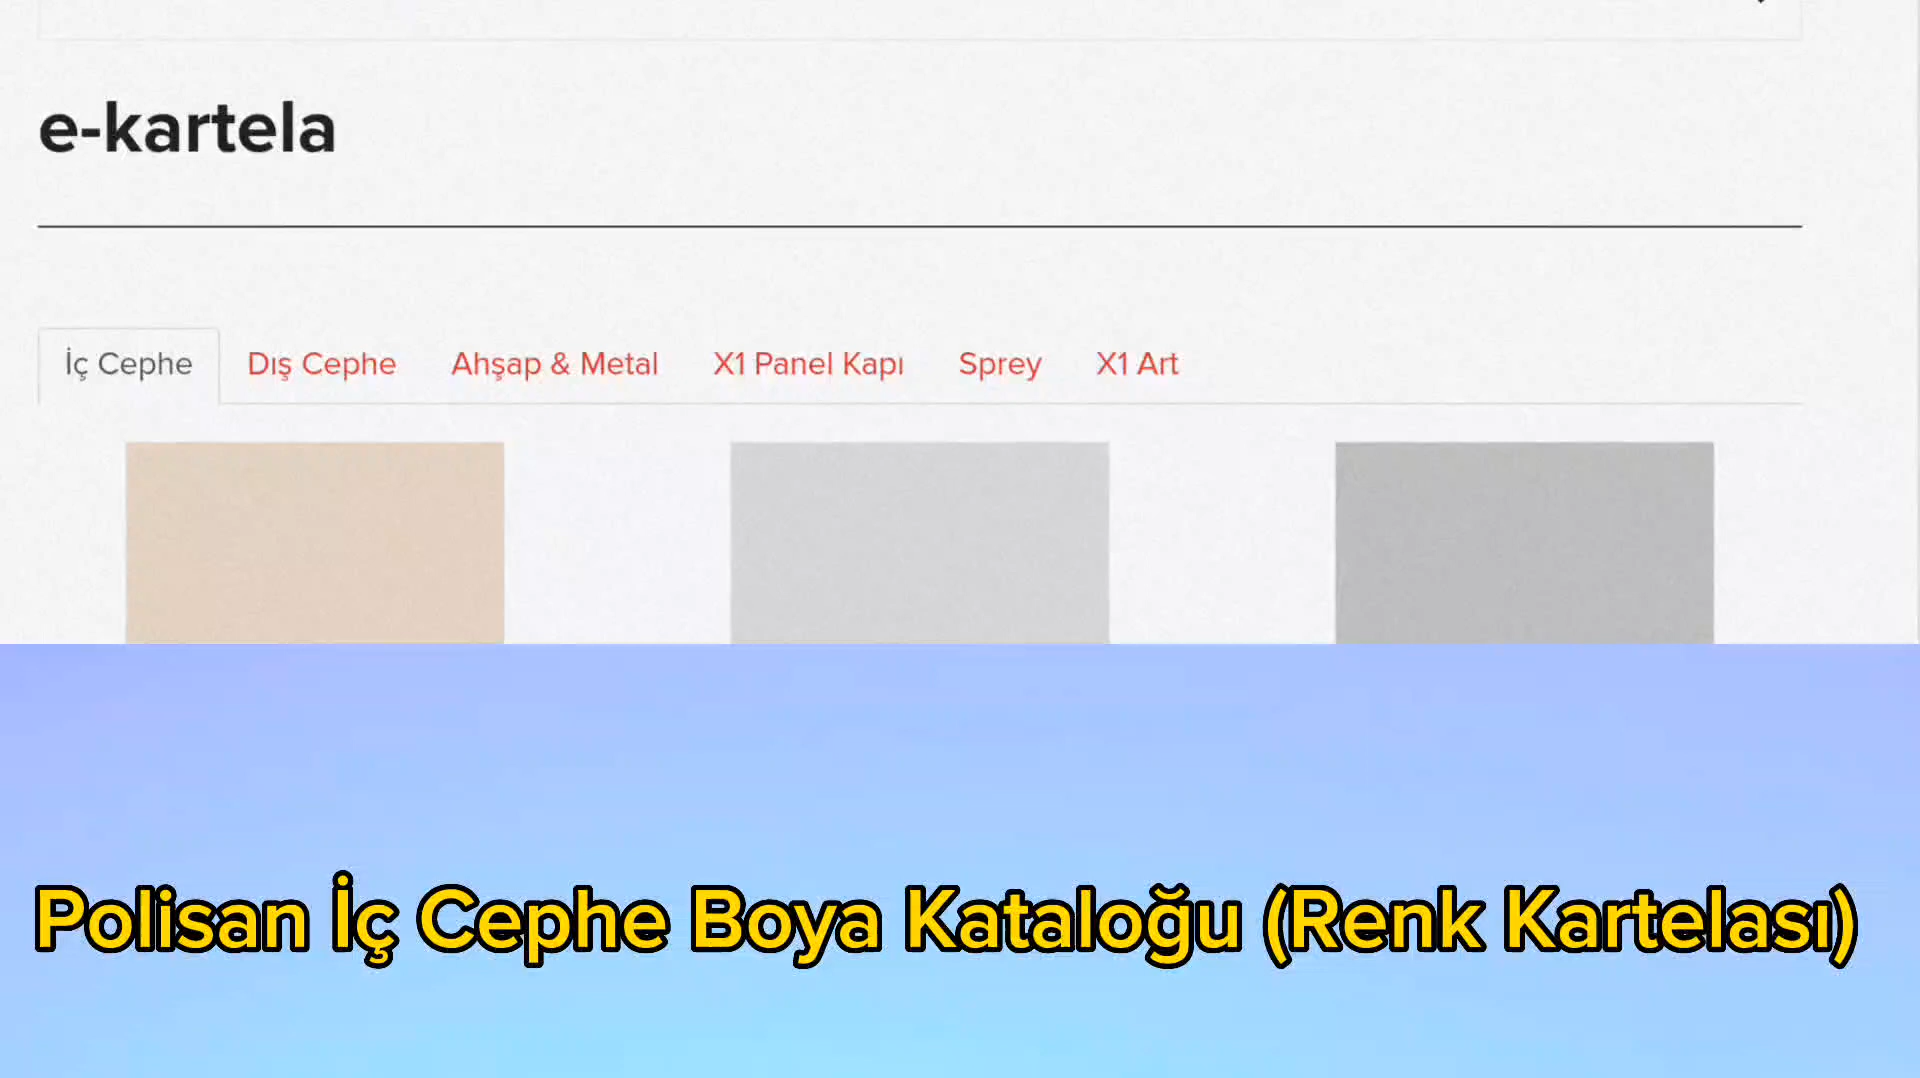 e-kartela
İç Cephe Dış Cephe Ahşap & Metal X1 Panel Kapı Sprey X1 Art
Polisan İç Cephe Boya Kataloğu (Renk Kartelası)